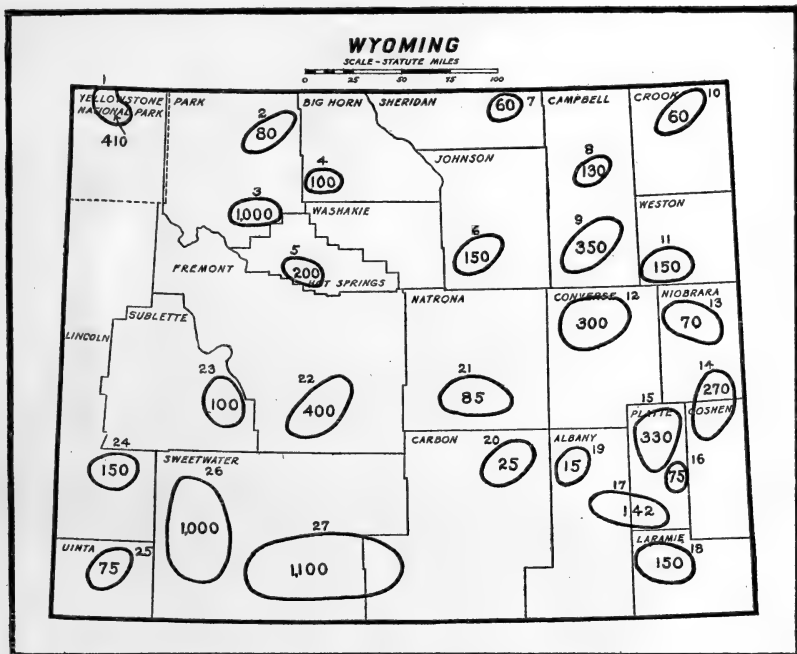 WYOMING
SCALE - STATUTE MILES
0 25 50 75 100
1
YELLOWSTONE
NATIONAL PARK
410
PARK
2
80
BIG HORN
SHERIDAN
60 7
CAMPBELL
CROOK 10
60
4
100
JOHNSON
8
130
3
1,000
WASHAKIE
WESTON
6
150
9
350
11
150
5
200
HOT SPRINGS
FREMONT
NATRONA
CONVERSE 12
300
NIOBRARA
13
70
SUBLETTE
LINCOLN
23
100
22
400
21
85
14
270
15
PLATTE
330
GOSHEN
24
150
SWEETWATER
26
1,000
CARBON
20
25
ALBANY
15 19
16
75
17
142
27
1,100
UINTA
25
75
LARAMIE
18
150